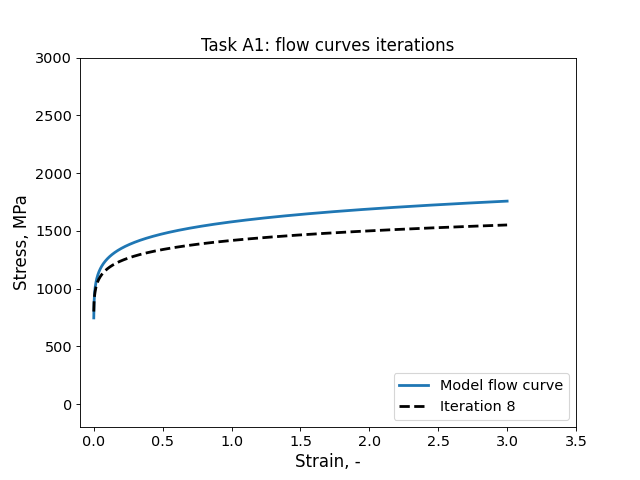 Task A1: flow curves iterations
3000
2500
2000
1500
1000
500
0
Stress, MPa
0.0 0.5 1.0 1.5 2.0 2.5 3.0 3.5
Strain, -
Model flow curve
Iteration 8